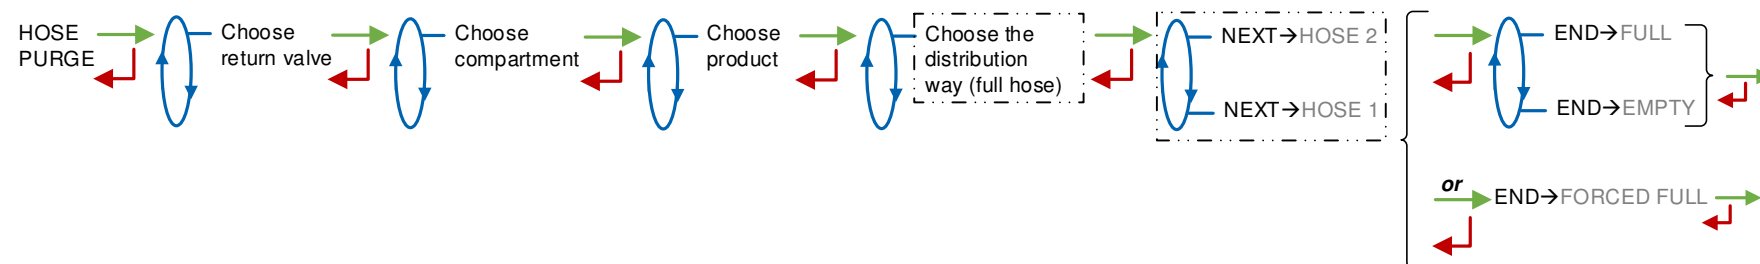 HOSE
PURGE
Choose
return valve
Choose
compartment
Choose
product
Choose the
distribution
way (full hose)
NEXT→HOSE 2
NEXT→HOSE 1
END→FULL
END→EMPTY
or
END→FORCED FULL